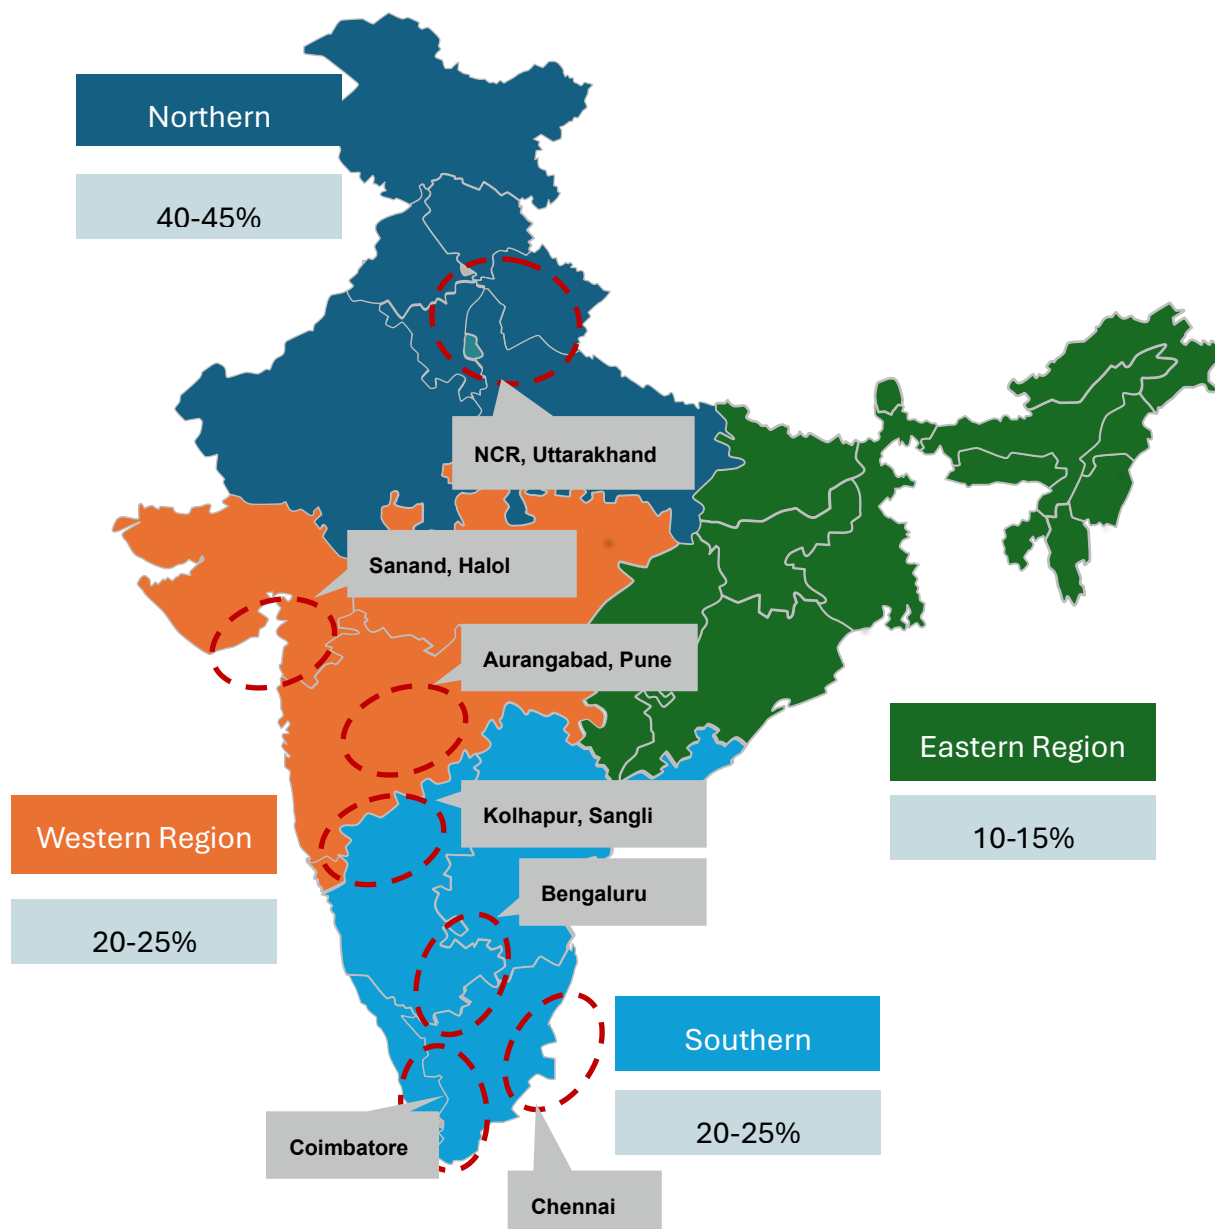 Northern
40-45%
NCR, Uttarakhand
Sanand, Halol
Aurangabad, Pune
Eastern Region
10-15%
Western Region
20-25%
Kolhapur, Sangli
Bengaluru
Southern
20-25%
Coimbatore
Chennai